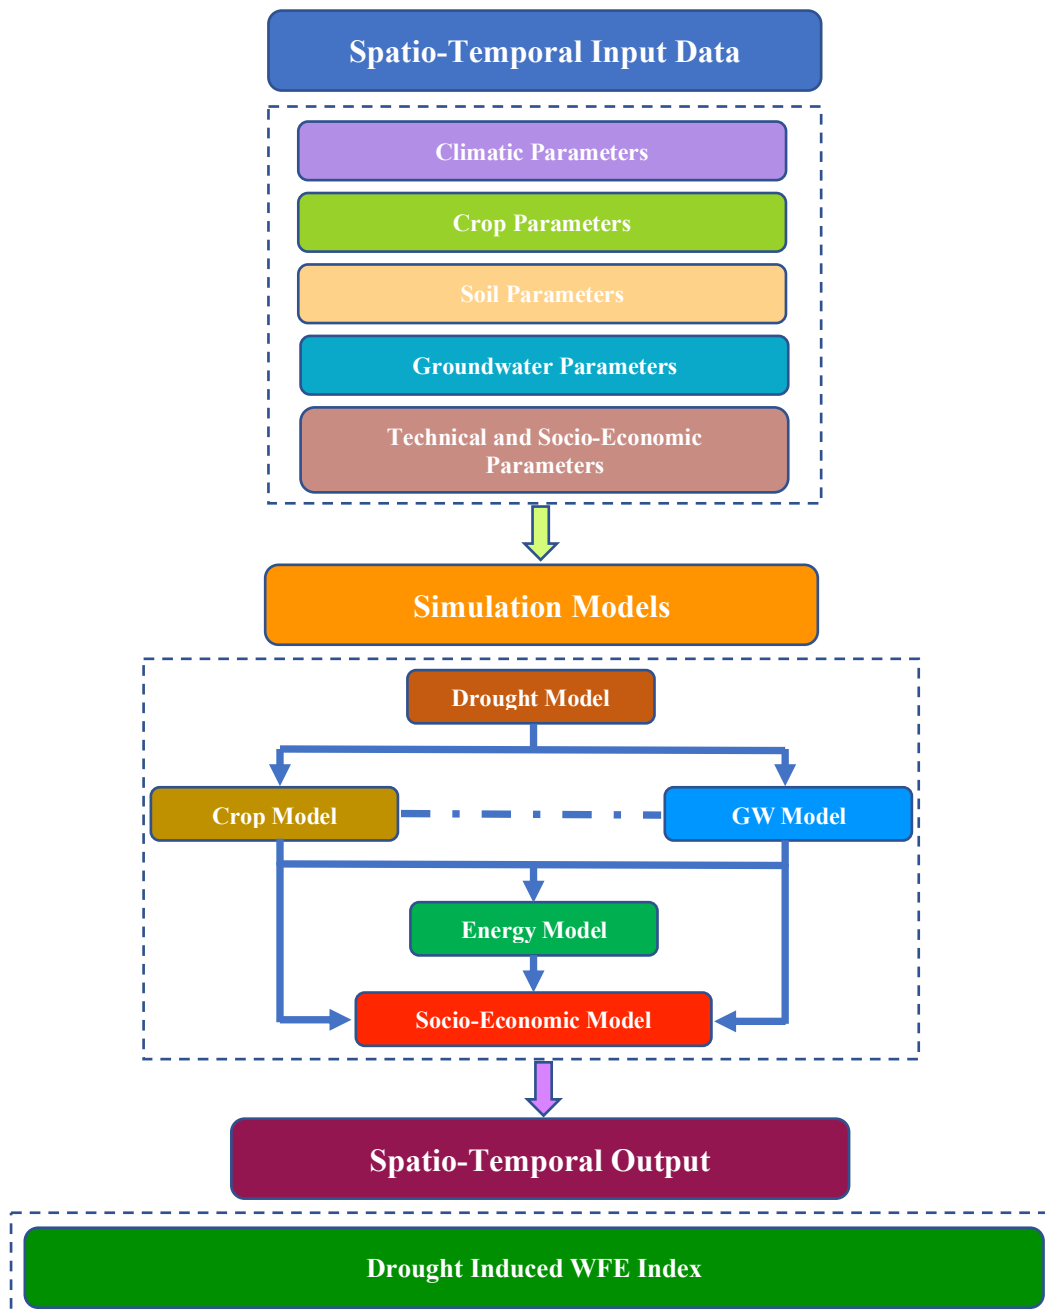 Spatio-Temporal Input Data
Climatic Parameters
Crop Parameters
Soil Parameters
Groundwater Parameters
Technical and Socio-Economic
Parameters
Simulation Models
Drought Model
Crop Model
GW Model
Energy Model
Socio-Economic Model
Spatio-Temporal Output
Drought Induced WFE Index